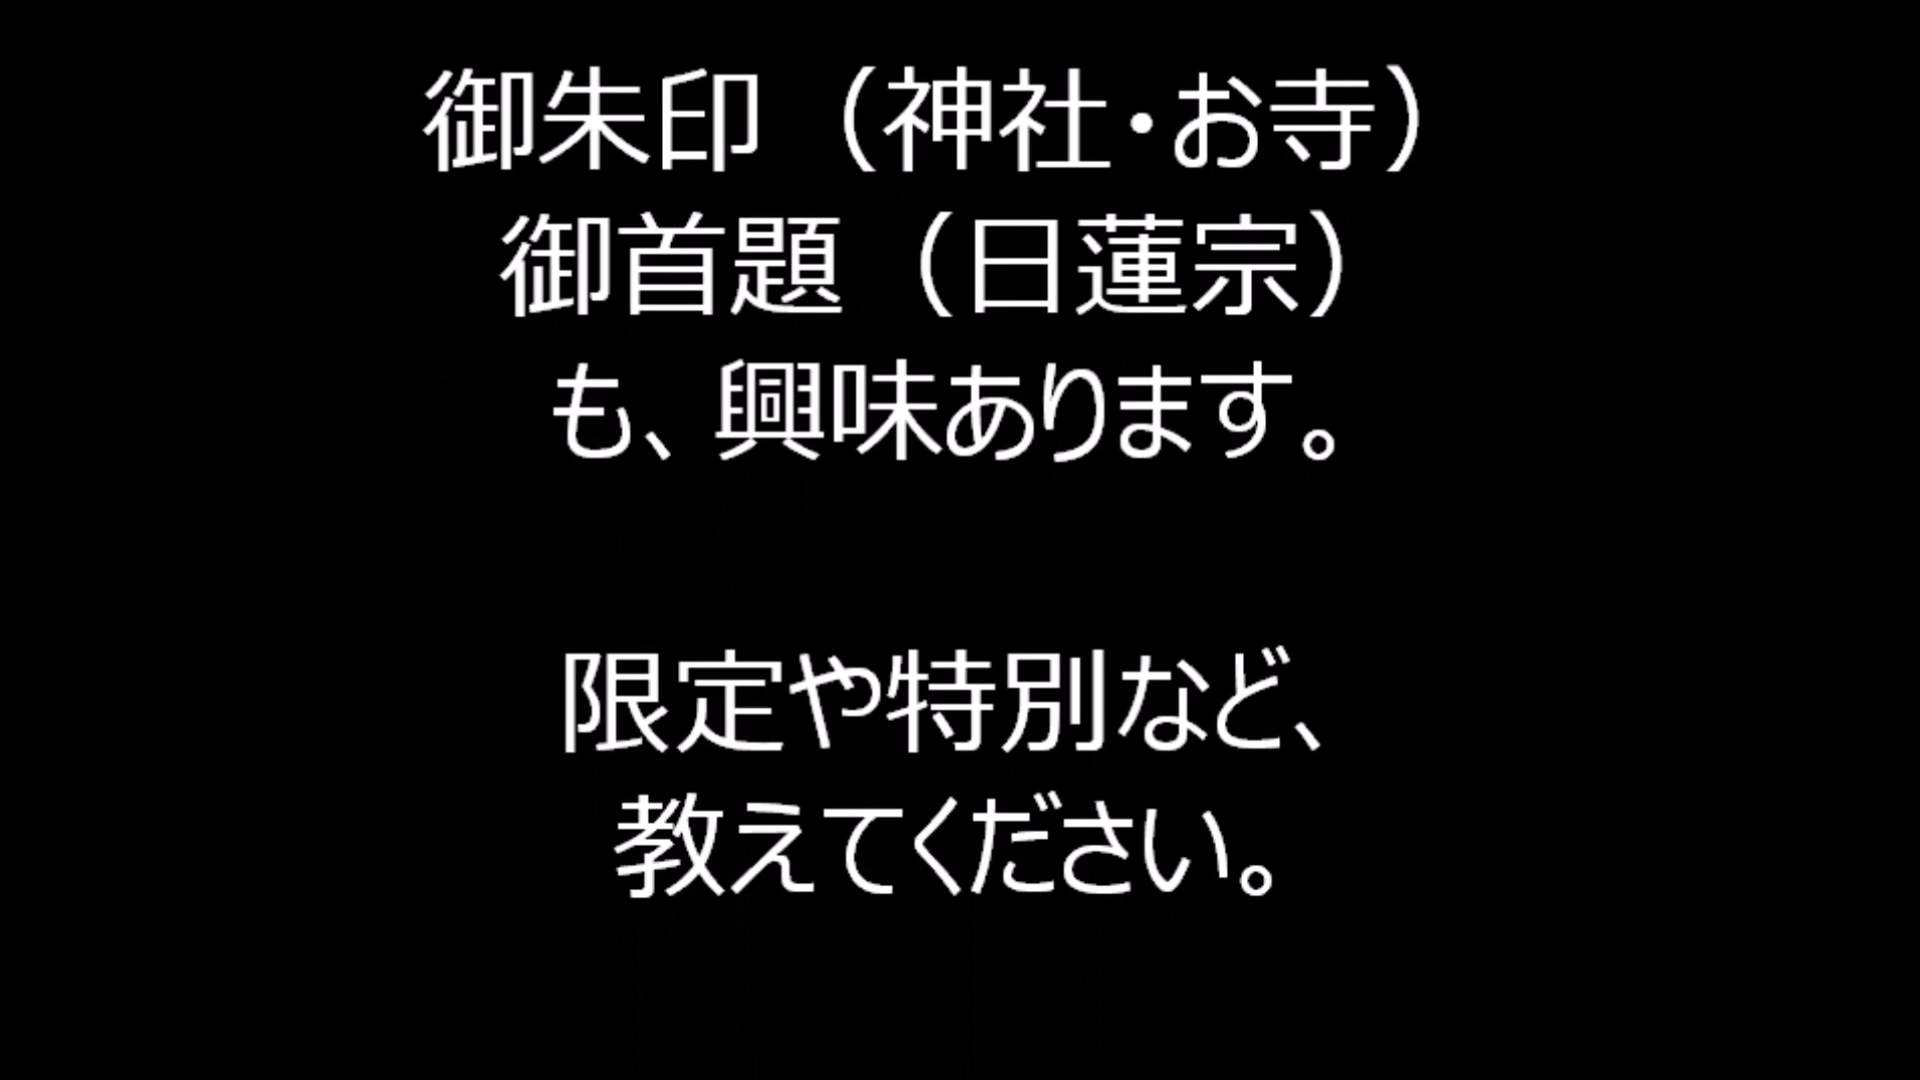 御朱印（神社・お寺）
御首題（日蓮宗）
も、興味あります。
限定や特別など、
教えてください。